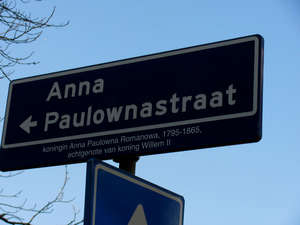 Anna
Paulownastraat
koningin Anna Paulowna Romanowa, 1795-1865,
echtgenote van koning Willem II